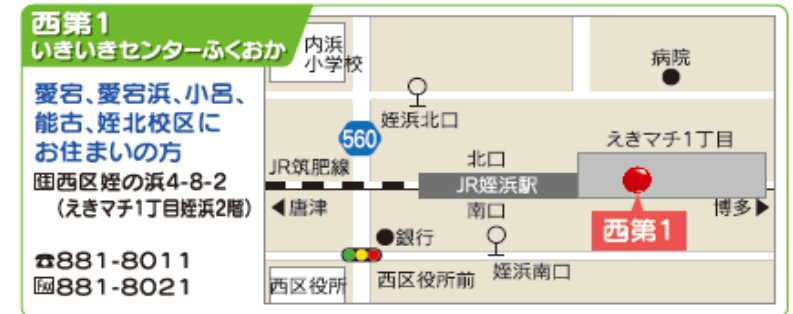 西第1
いきいきセンターふくおか
愛宕、愛宕浜、小呂、
能古、姪北校区に
お住まいの方
住西区姪の浜4-8-2
（えきマチ1丁目姪浜2階）
☎881-8011
FAX881-8021
内浜
小学校
病院
姪浜北口
560
えきマチ1丁目
JR筑肥線
北口
JR姪浜駅
◀唐津
南口
西第1
博多▶
●銀行
西区役所
西区役所前
姪浜南口